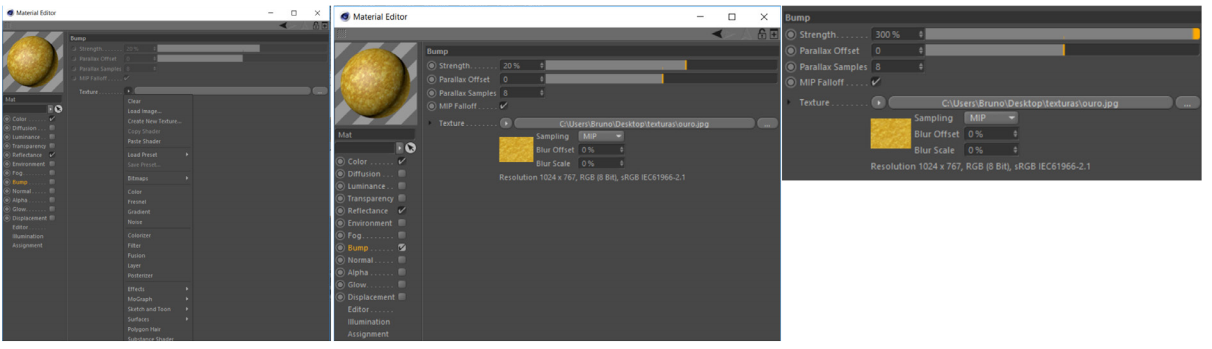 Material Editor
Bump
Strength........ 20 %
Parallax Offset 0
Parallax Samples 8
MIP Falloff....
Texture........
...
Clear
Load Image...
Create New Texture...
Copy Shader
Paste Shader
Load Preset
Save Preset...
Bitmaps
Color
Fresnel
Gradient
Noise
Colorizer
Filter
Fusion
Layer
Posterizer
Effects
MoGraph
Sketch and Toon
Surfaces
Polygon Hair
Substance Shader
Mat
Color ......
Diffusion ...
Luminance ..
Transparency
Reflectance
Environment
Fog........
Bump ......
Normal .....
Alpha .......
Glow.......
Displacement
Editor......
Illumination
Assignment
Material Editor
Bump
Strength....... 20 %
Parallax Offset 0
Parallax Samples 8
MIP Falloff.....
Texture........ C:\Users\Bruno\Desktop\texturas\ouro.jpg ...
Sampling MIP
Blur Offset 0 %
Blur Scale 0 %
Resolution 1024 x 767, RGB (8 Bit), sRGB IEC61966-2.1
Mat
Color ......
Diffusion ...
Luminance..
Transparency
Reflectance
Environment
Fog........
Bump......
Normal.....
Alpha.......
Glow.......
Displacement
Editor......
Illumination
Assignment
Bump
Strength....... 300 %
Parallax Offset 0
Parallax Samples 8
MIP Falloff.....
Texture........ C:\Users\Bruno\Desktop\texturas\ouro.jpg ...
Sampling MIP
Blur Offset 0 %
Blur Scale 0 %
Resolution 1024 x 767, RGB (8 Bit), sRGB IEC61966-2.1